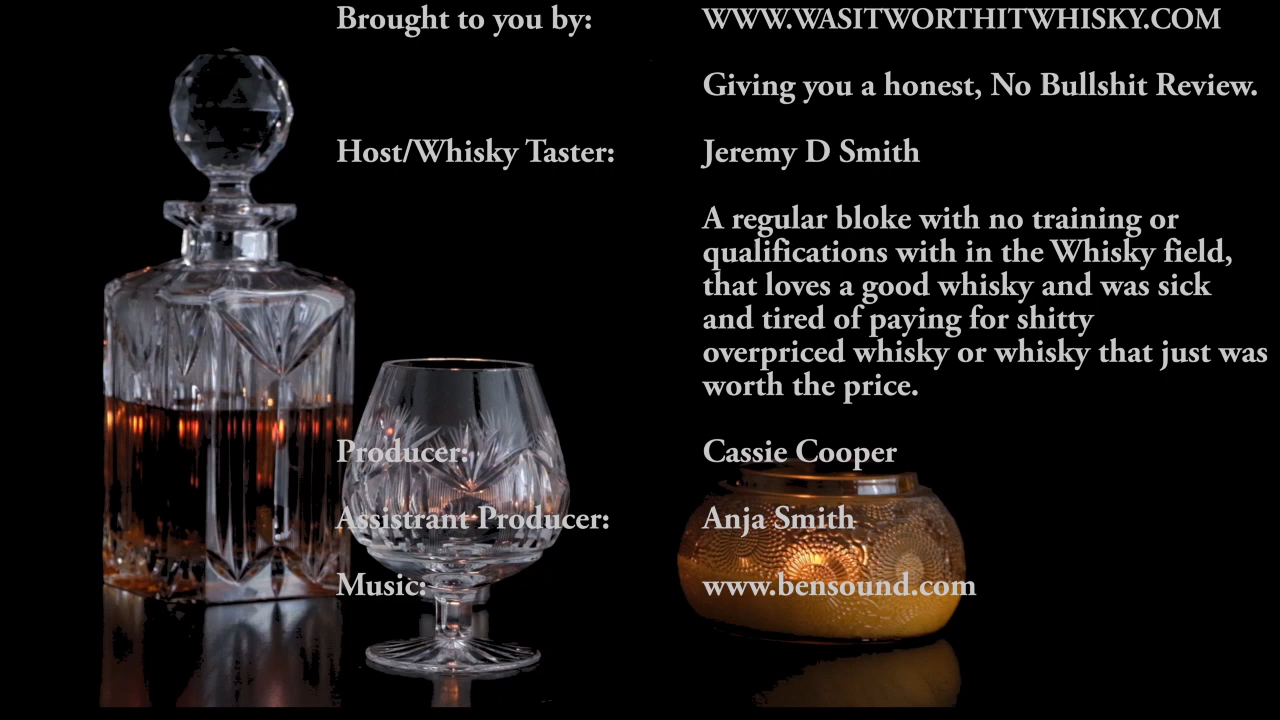 Brought to you by: WWW.WASITWORTHITWHISKY.COM
Giving you a honest, No Bullshit Review.
Host/Whisky Taster: Jeremy D Smith
A regular bloke with no training or
qualifications with in the Whisky field,
that loves a good whisky and was sick
and tired of paying for shitty
overpriced whisky or whisky that just was
worth the price.
Producer: Cassie Cooper
Assistrant Producer: Anja Smith
Music: www.bensound.com